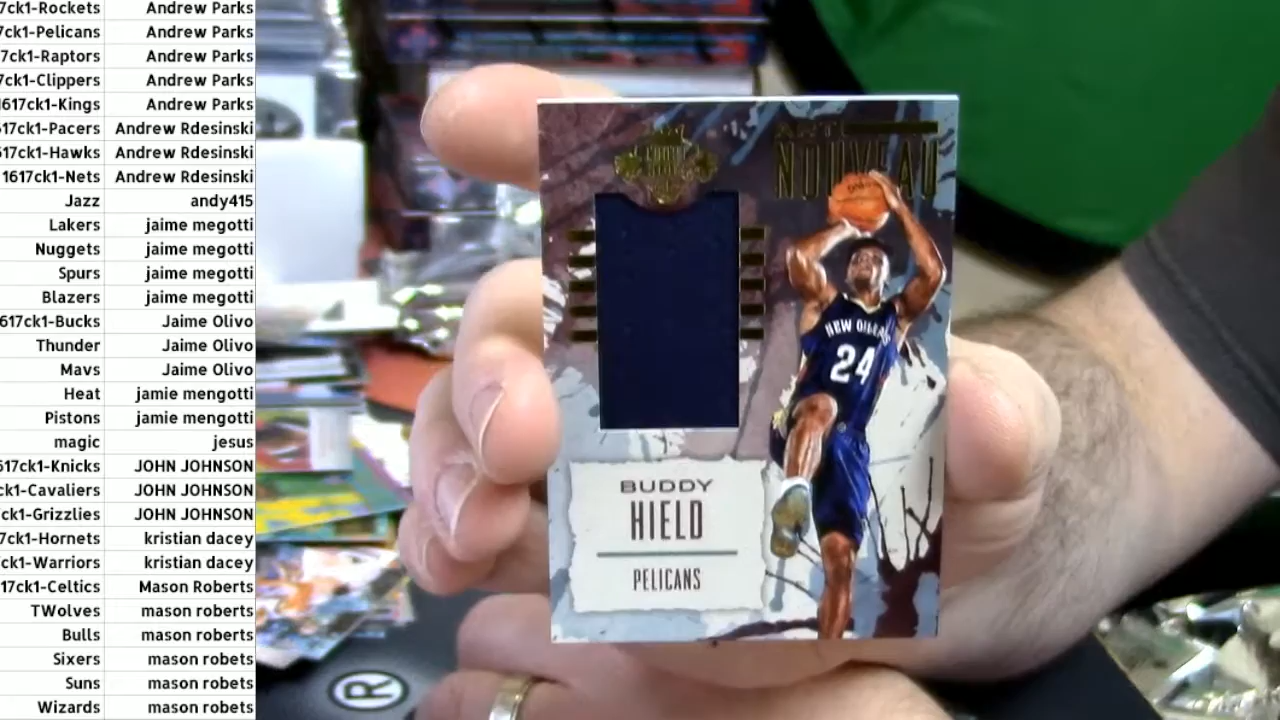 7ck1-Rockets Andrew Parks
7ck1-Pelicans Andrew Parks
7ck1-Raptors Andrew Parks
7ck1-Clippers Andrew Parks
1617ck1-Kings Andrew Parks
617ck1-Pacers Andrew Rdesinski
617ck1-Hawks Andrew Rdesinski
1617ck1-Nets Andrew Rdesinski
Jazz andy415
Lakers jaime megotti
Nuggets jaime megotti
Spurs jaime megotti
Blazers jaime megotti
617ck1-Bucks Jaime Olivo
Thunder Jaime Olivo
Mavs Jaime Olivo
Heat jamie mengotti
Pistons jamie mengotti
magic jesus
617ck1-Knicks JOHN JOHNSON
ck1-Cavaliers JOHN JOHNSON
ck1-Grizzlies JOHN JOHNSON
7ck1-Hornets kristian dacey
ck1-Warriors kristian dacey
17ck1-Celtics Mason Roberts
TWolves mason roberts
Bulls mason roberts
Sixers mason robets
Suns mason robets
Wizards mason robets
ART
NOUVEAU
NEW ORLEANS
24
BUDDY
HIELD
PELICANS
®